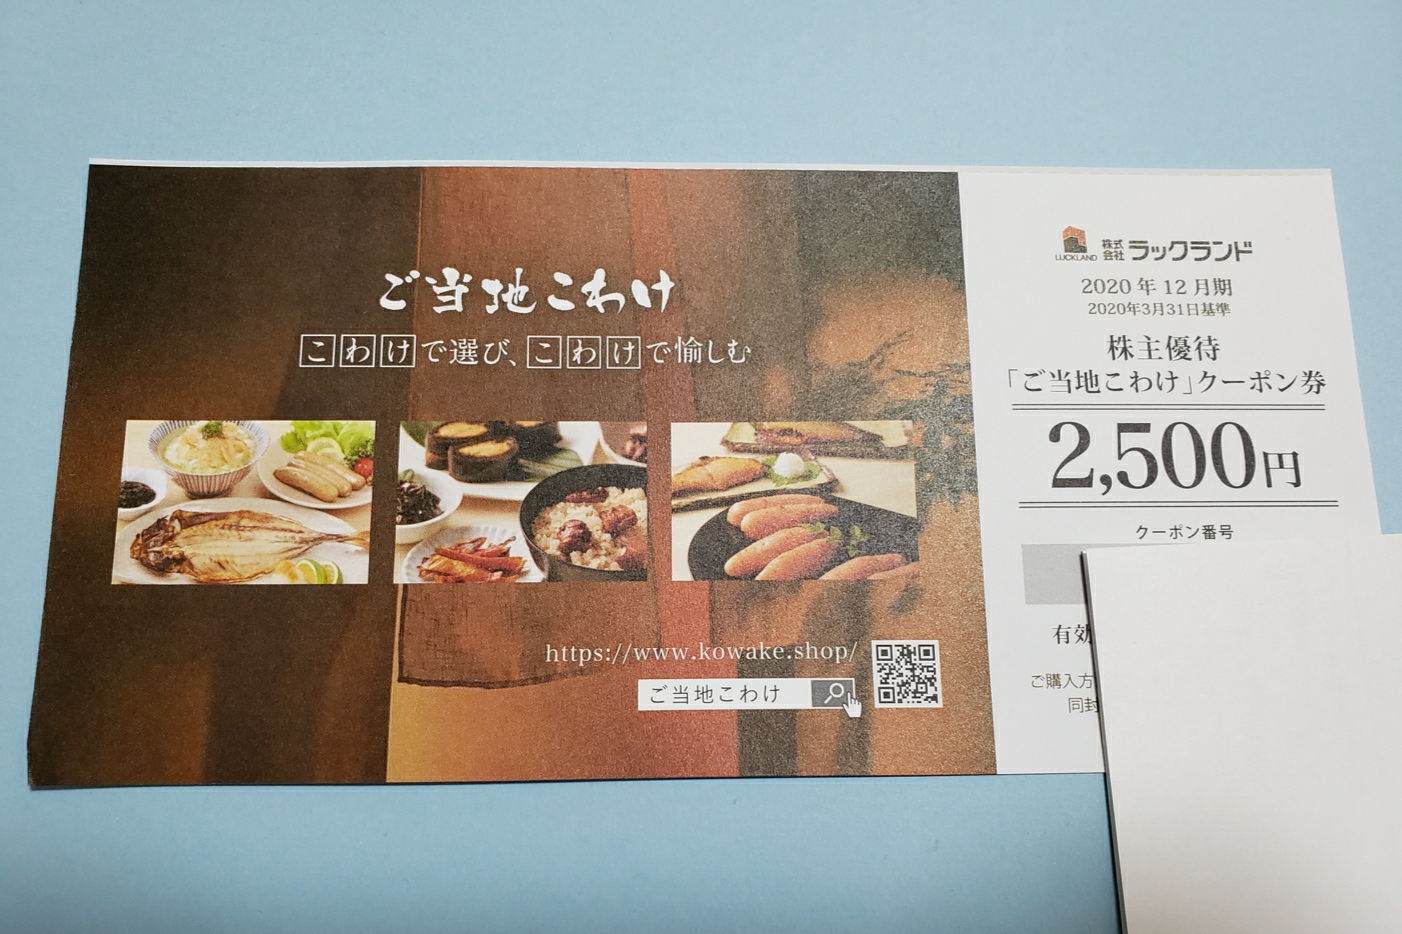 ご当地こわけ
こわけで選び、こわけで愉しむ
https://www.kowake.shop/
ご当地こわけ
LUCKLAND 株式会社 ラックランド
2020年12月期
2020年3月31日基準
株主優待
「ご当地こわけ」クーポン券
2,500円
クーポン番号
有効
ご購入方
同封